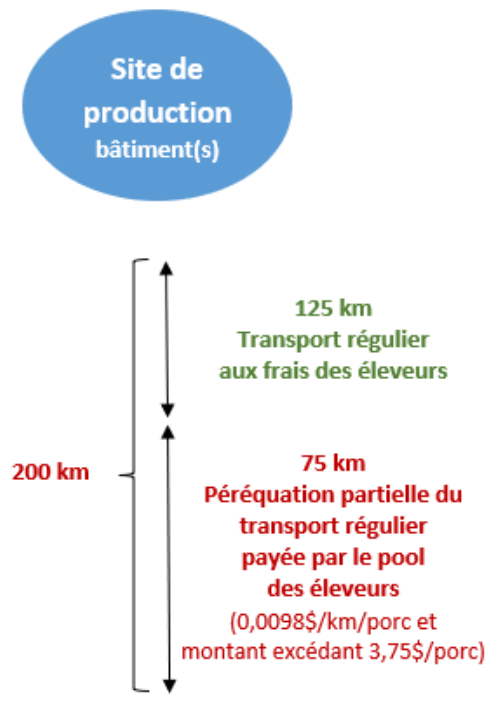 Site de
production
bâtiment(s)
125 km
Transport régulier
aux frais des éleveurs
200 km
75 km
Péréquation partielle du
transport régulier
payée par le pool
des éleveurs
(0,0098$/km/porc et
montant excédant 3,75$/porc)